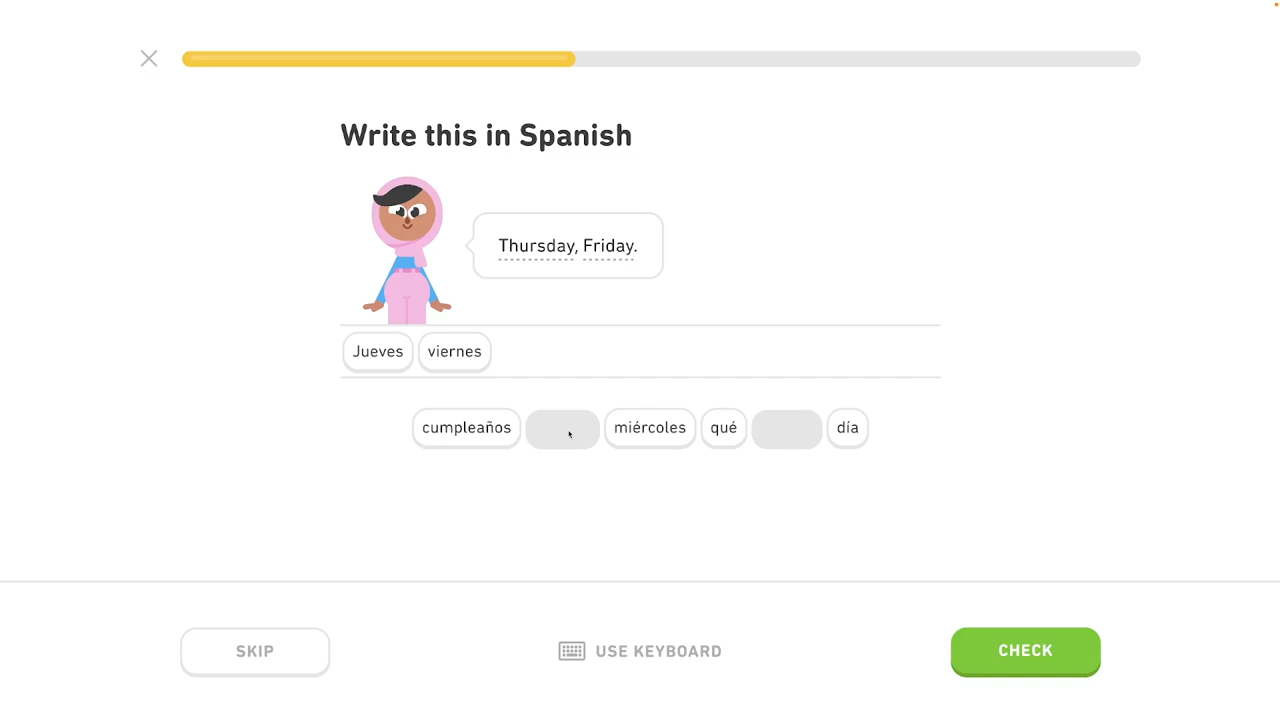 Write this in Spanish
Thursday, Friday.
Jueves viernes
cumpleaños miércoles qué día
SKIP USE KEYBOARD CHECK